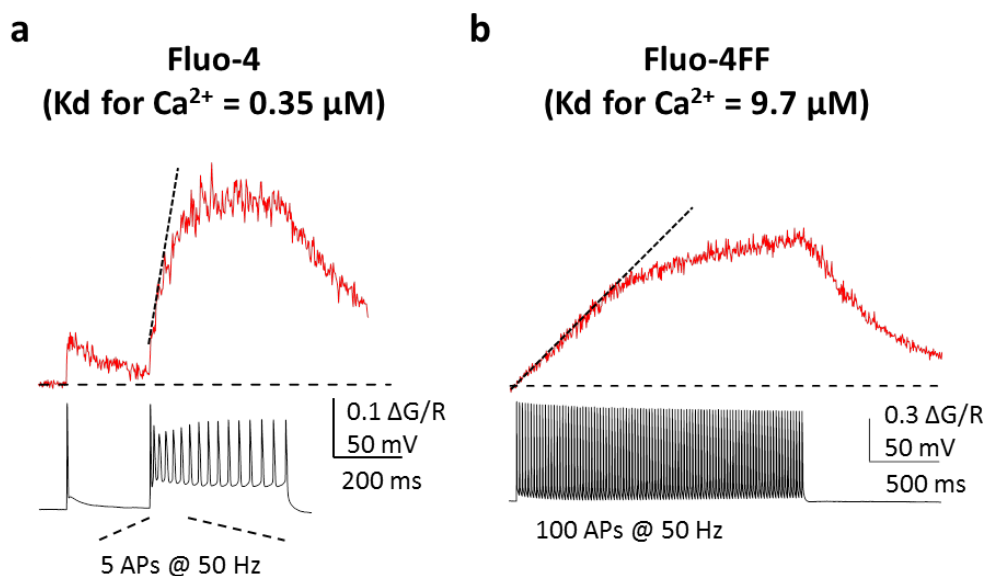 a
Fluo-4
(Kd for Ca²⁺ = 0.35 µM)
0.1 ΔG/R
50 mV
200 ms
5 APs @ 50 Hz
b
Fluo-4FF
(Kd for Ca²⁺ = 9.7 µM)
0.3 ΔG/R
50 mV
500 ms
100 APs @ 50 Hz